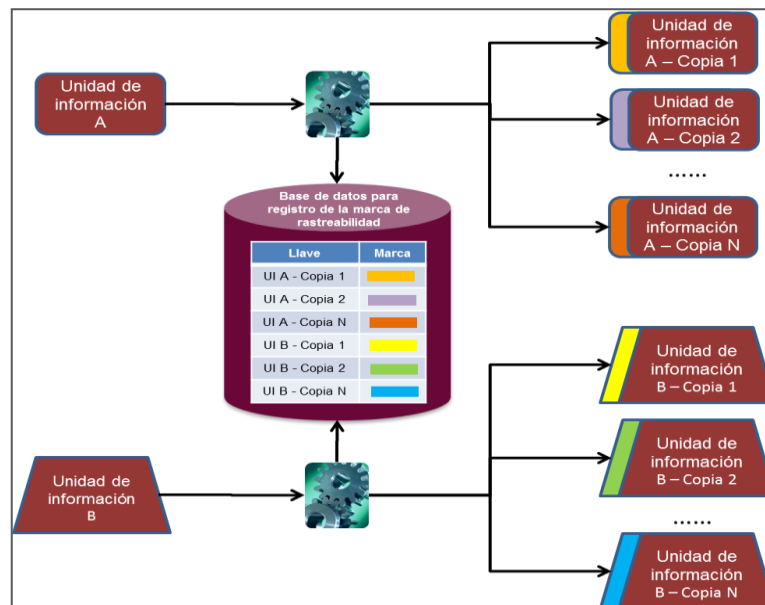 Unidad de
información
A
Unidad de
información
A – Copia 1
Unidad de
información
A – Copia 2
......
Unidad de
información
A – Copia N
Base de datos para
registro de la marca de
rastreabilidad
Llave Marca
UI A - Copia 1
UI A - Copia 2
UI A - Copia N
UI B - Copia 1
UI B - Copia 2
UI B - Copia N
Unidad de
información
B
Unidad de
información
B – Copia 1
Unidad de
información
B – Copia 2
......
Unidad de
información
B – Copia N